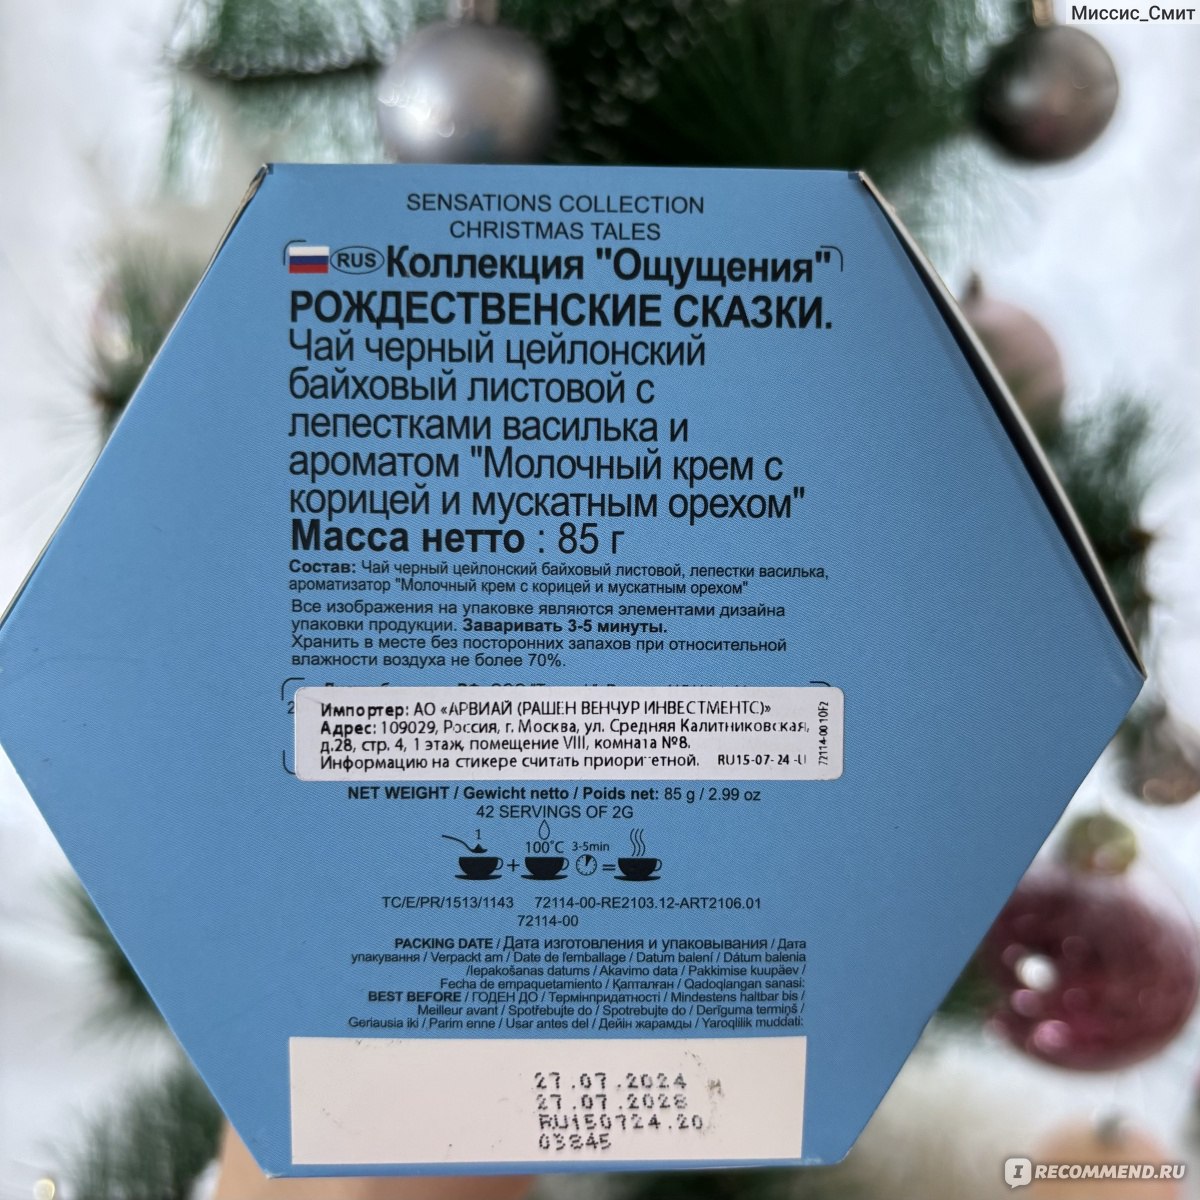 Миссис_Смит
SENSATIONS COLLECTION
CHRISTMAS TALES
RUS Коллекция "Ощущения"
РОЖДЕСТВЕНСКИЕ СКАЗКИ.
Чай черный цейлонский
байховый листовой с
лепестками василька и
ароматом "Молочный крем с
корицей и мускатным орехом"
Масса нетто : 85 г
Состав: Чай черный цейлонский байховый листовой, лепестки василька,
ароматизатор "Молочный крем с корицей и мускатным орехом"
Все изображения на упаковке являются элементами дизайна
упаковки продукции. Заваривать 3-5 минуты.
Хранить в месте без посторонних запахов при относительной
влажности воздуха не более 70%.
Импортер: АО «АРВИАЙ (РАШЕН ВЕНЧУР ИНВЕСТМЕНТС)»
Адрес: 109029, Россия, г. Москва, ул. Средняя Калитниковская,
д.28, стр. 4, 1 этаж, помещение VIII, комната №8.
Информацию на стикере считать приоритетной. RU15-07-24-U
72114-00 10F2
NET WEIGHT / Gewicht netto / Poids net: 85 g / 2.99 oz
42 SERVINGS OF 2G
1 100°C 3-5min
+ =
TC/E/PR/1513/1143 72114-00-RE2103.12-ART2106.01
72114-00
PACKING DATE / Дата изготовления и упаковывания / Дата
упакування / Verpackt am / Date de l'emballage / Datum balení / Dátum balenia
/Iepakošanas datums / Akavimo data / Pakkimise kuupäev /
Fecha de empaquetamiento / Қапталған / Qadoqlangan sanasi:
BEST BEFORE / ГОДЕН ДО / Термінпридатності / Mindestens haltbar bis /
Meilleur avant / Spotřebujte do / Spotrebujte do / Derīguma termiņš /
Geriausia iki / Parim enne / Usar antes del / Дейін жарамды / Yaroqlilik muddati:
27.07.2024
27.07.2028
RU150724.20
03845
IRECOMMEND.RU